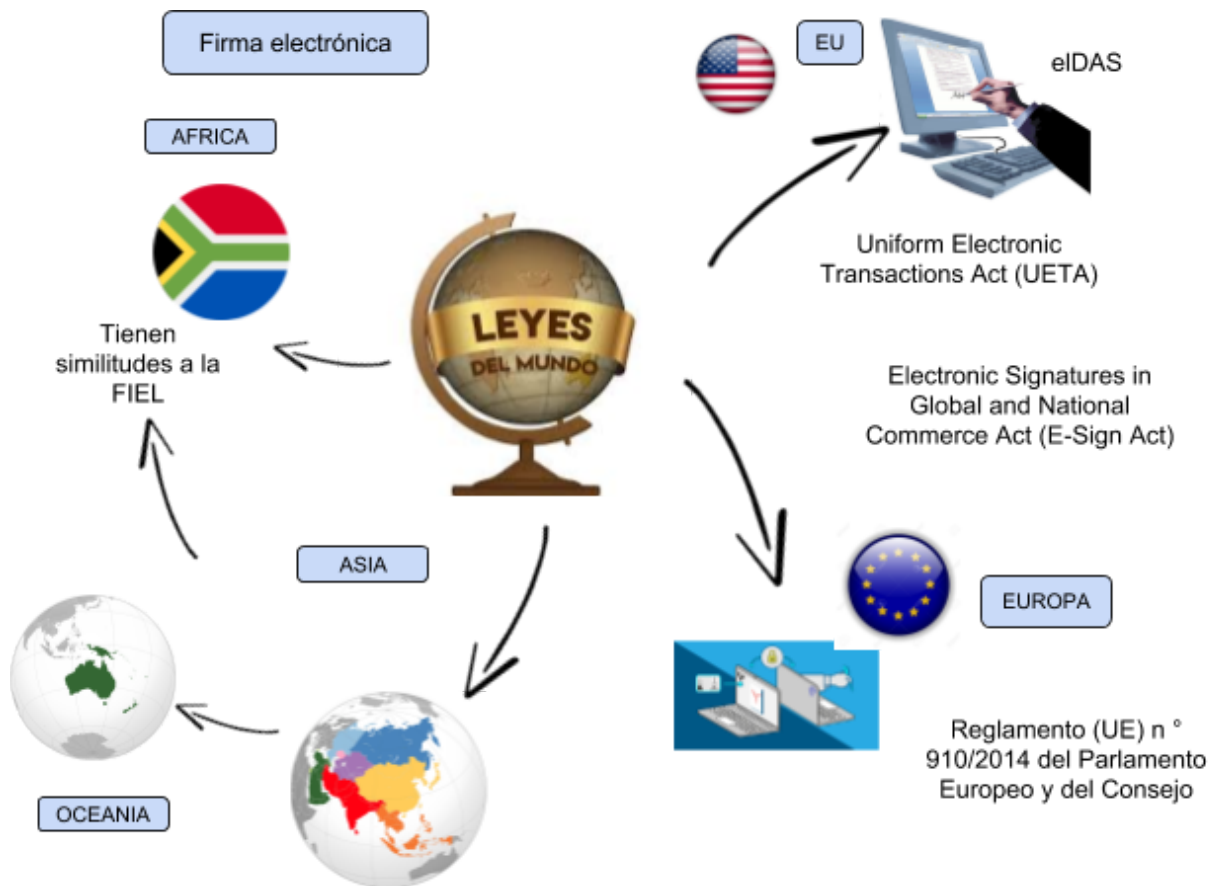 Firma electrónica
EU
eIDAS
AFRICA
Uniform Electronic
Transactions Act (UETA)
LEYES
DEL MUNDO
Tienen
similitudes a la
FIEL
Electronic Signatures in
Global and National
Commerce Act (E-Sign Act)
ASIA
EUROPA
Reglamento (UE) n °
910/2014 del Parlamento
Europeo y del Consejo
OCEANIA